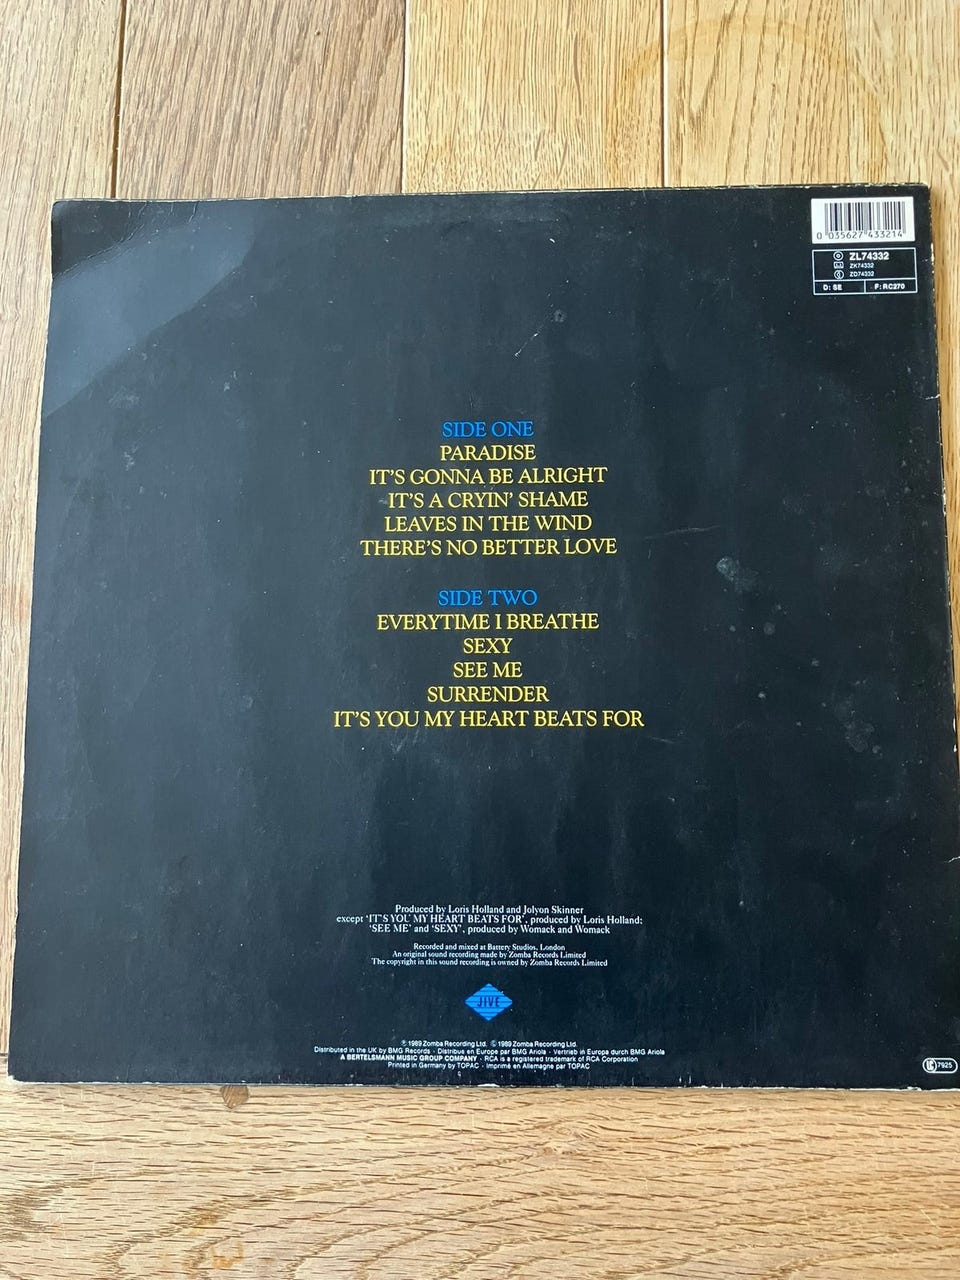 0 035627 433214
ZL74332
ZK74332
ZD74332
D: SE F: RC270
SIDE ONE
PARADISE
IT'S GONNA BE ALRIGHT
IT'S A CRYIN' SHAME
LEAVES IN THE WIND
THERE'S NO BETTER LOVE
SIDE TWO
EVERYTIME I BREATHE
SEXY
SEE ME
SURRENDER
IT'S YOU MY HEART BEATS FOR
Produced by Loris Holland and Jolyon Skinner
except 'IT'S YOU MY HEART BEATS FOR', produced by Loris Holland;
'SEE ME' and 'SEXY', produced by Womack and Womack
Recorded and mixed at Battery Studios, London
An original sound recording made by Zomba Records Limited
The copyright in this sound recording is owned by Zomba Records Limited
JIVE
℗ 1989 Zomba Recording Ltd. © 1989 Zomba Recording Ltd.
Distributed in the UK by BMG Records · Distribus en Europe par BMG Ariola · Vertrieb in Europa durch BMG Ariola
A BERTELSMANN MUSIC GROUP COMPANY · RCA is a registered trademark of RCA Corporation
Printed in Germany by TOPAC · Imprimé en Allemagne par TOPAC
LC 7925